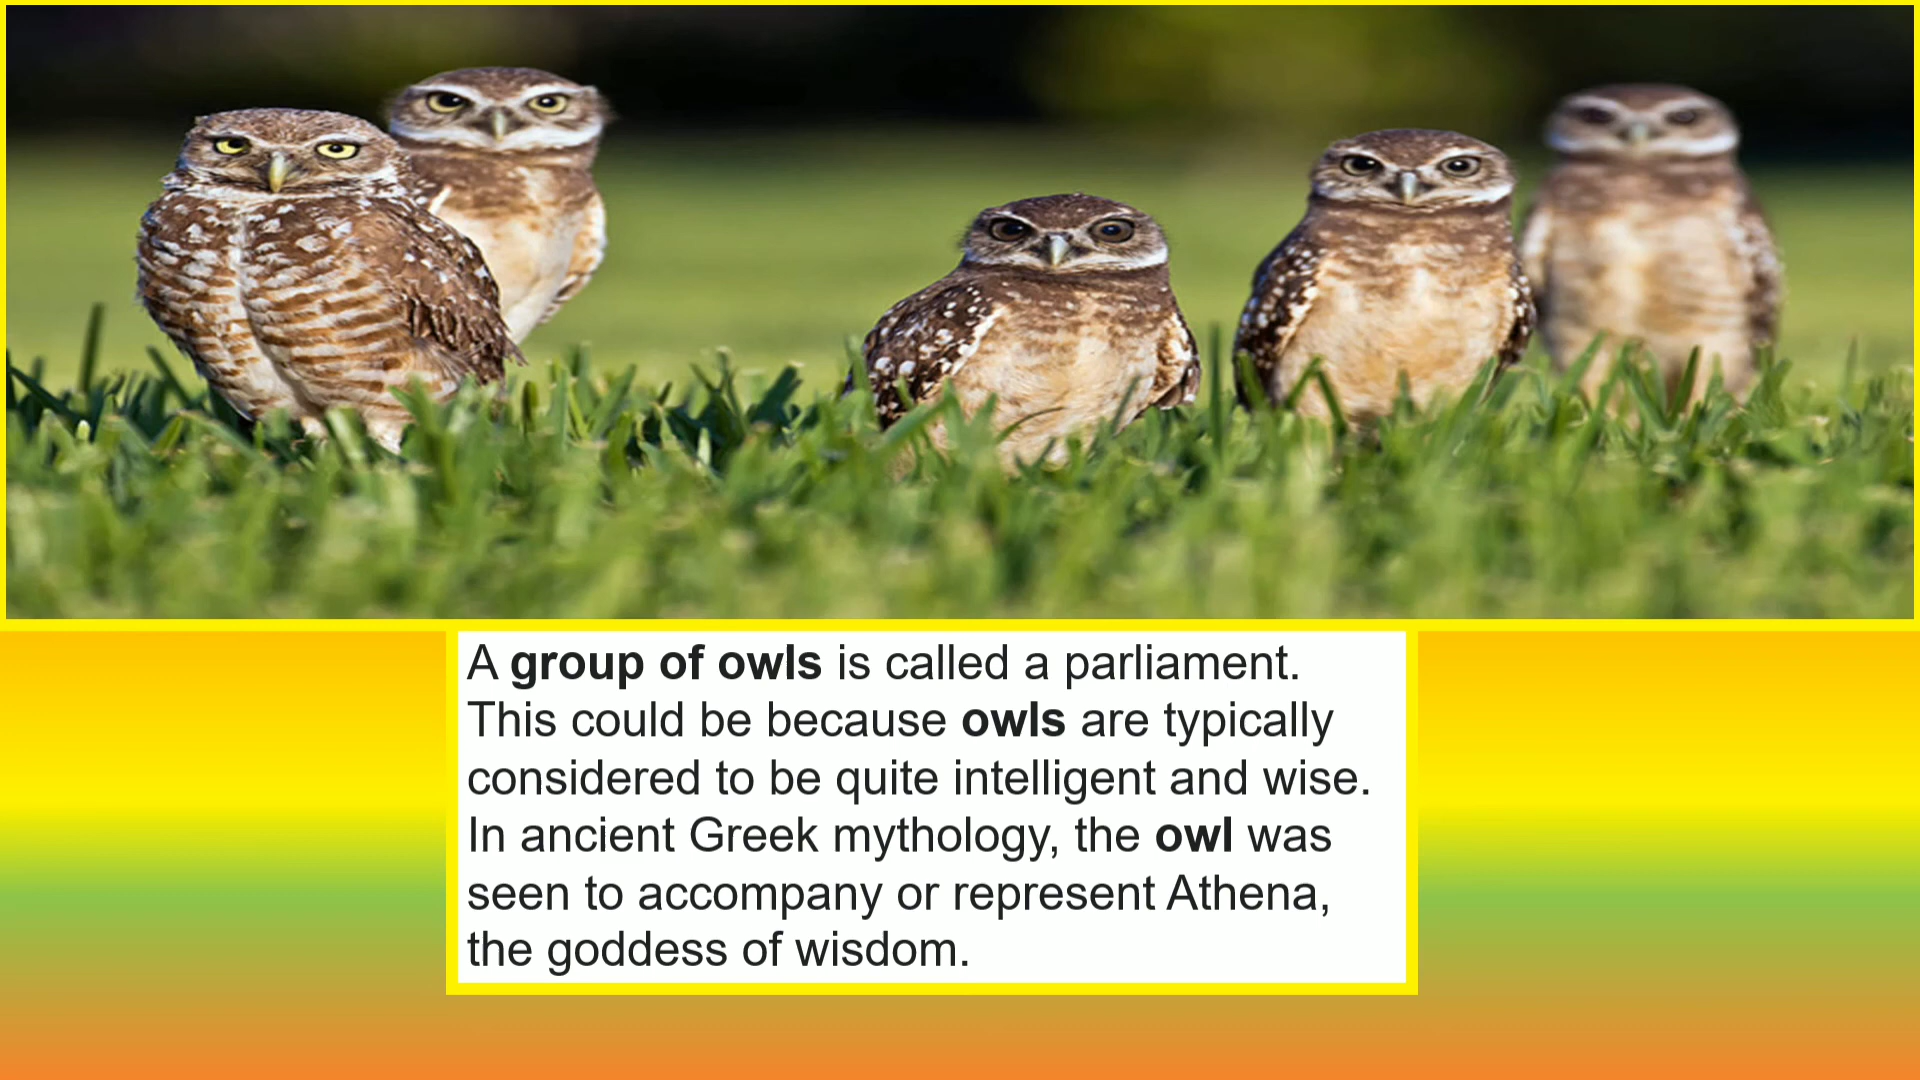 A group of owls is called a parliament.
This could be because owls are typically
considered to be quite intelligent and wise.
In ancient Greek mythology, the owl was
seen to accompany or represent Athena,
the goddess of wisdom.